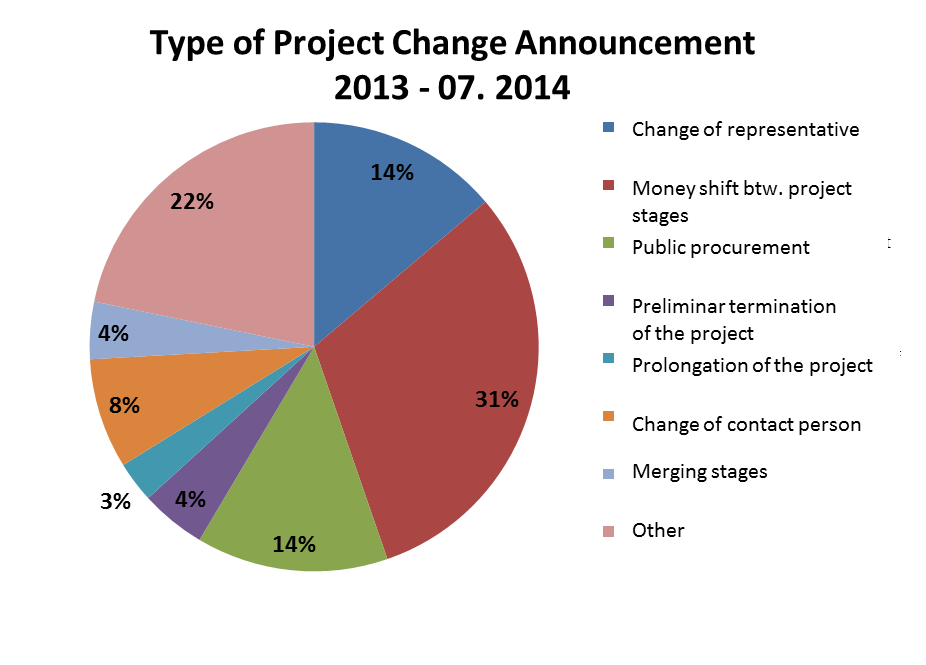 Type of Project Change Announcement
2013 - 07. 2014
14%
31%
14%
4%
3%
8%
4%
22%
Change of representative
Money shift btw. project
stages
Public procurement
Preliminar termination
of the project
Prolongation of the project
Change of contact person
Merging stages
Other